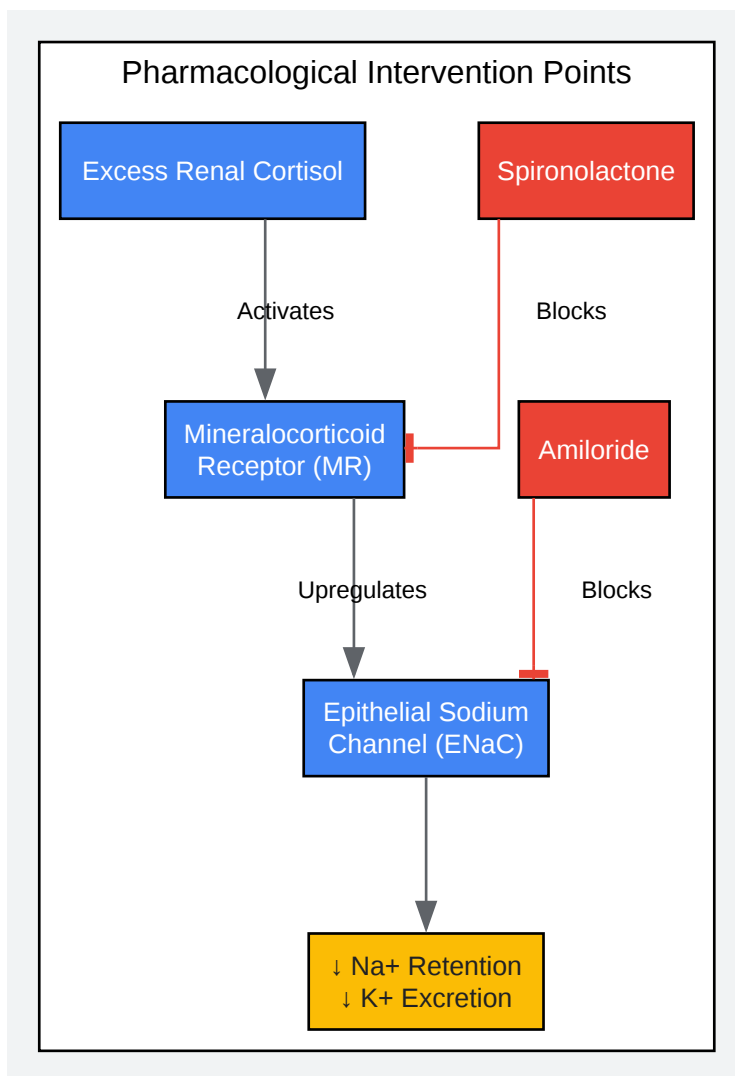 Pharmacological Intervention Points
Excess Renal Cortisol
Spironolactone
Activates
Blocks
Mineralocorticoid
Receptor (MR)
Amiloride
Upregulates
Blocks
Epithelial Sodium
Channel (ENaC)
↓ Na+ Retention
↓ K+ Excretion